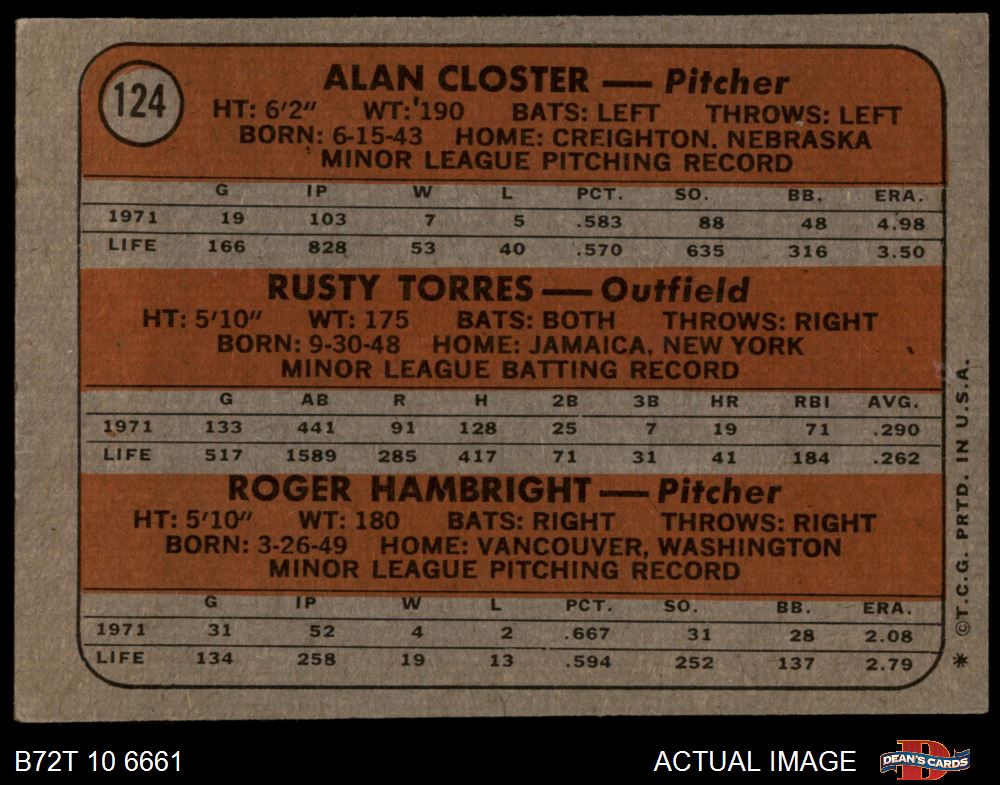 124
ALAN CLOSTER — Pitcher
HT: 6'2" WT: 190 BATS: LEFT THROWS: LEFT
BORN: 6-15-43 HOME: CREIGHTON, NEBRASKA
MINOR LEAGUE PITCHING RECORD
G IP W L PCT. SO. BB. ERA.
1971 19 103 7 5 .583 88 48 4.98
LIFE 166 828 53 40 .570 635 316 3.50
RUSTY TORRES — Outfield
HT: 5'10" WT: 175 BATS: BOTH THROWS: RIGHT
BORN: 9-30-48 HOME: JAMAICA, NEW YORK
MINOR LEAGUE BATTING RECORD
G AB R H 2B 3B HR RBI AVG.
1971 133 441 91 128 25 7 19 71 .290
LIFE 517 1589 285 417 71 31 41 184 .262
ROGER HAMBRIGHT — Pitcher
HT: 5'10" WT: 180 BATS: RIGHT THROWS: RIGHT
BORN: 3-26-49 HOME: VANCOUVER, WASHINGTON
MINOR LEAGUE PITCHING RECORD
G IP W L PCT. SO. BB. ERA.
1971 31 52 4 2 .667 31 28 2.08
LIFE 134 258 19 13 .594 252 137 2.79
* ©T.C.G. PRTD. IN U.S.A.
B72T 10 6661
ACTUAL IMAGE
D
DEAN'S CARDS